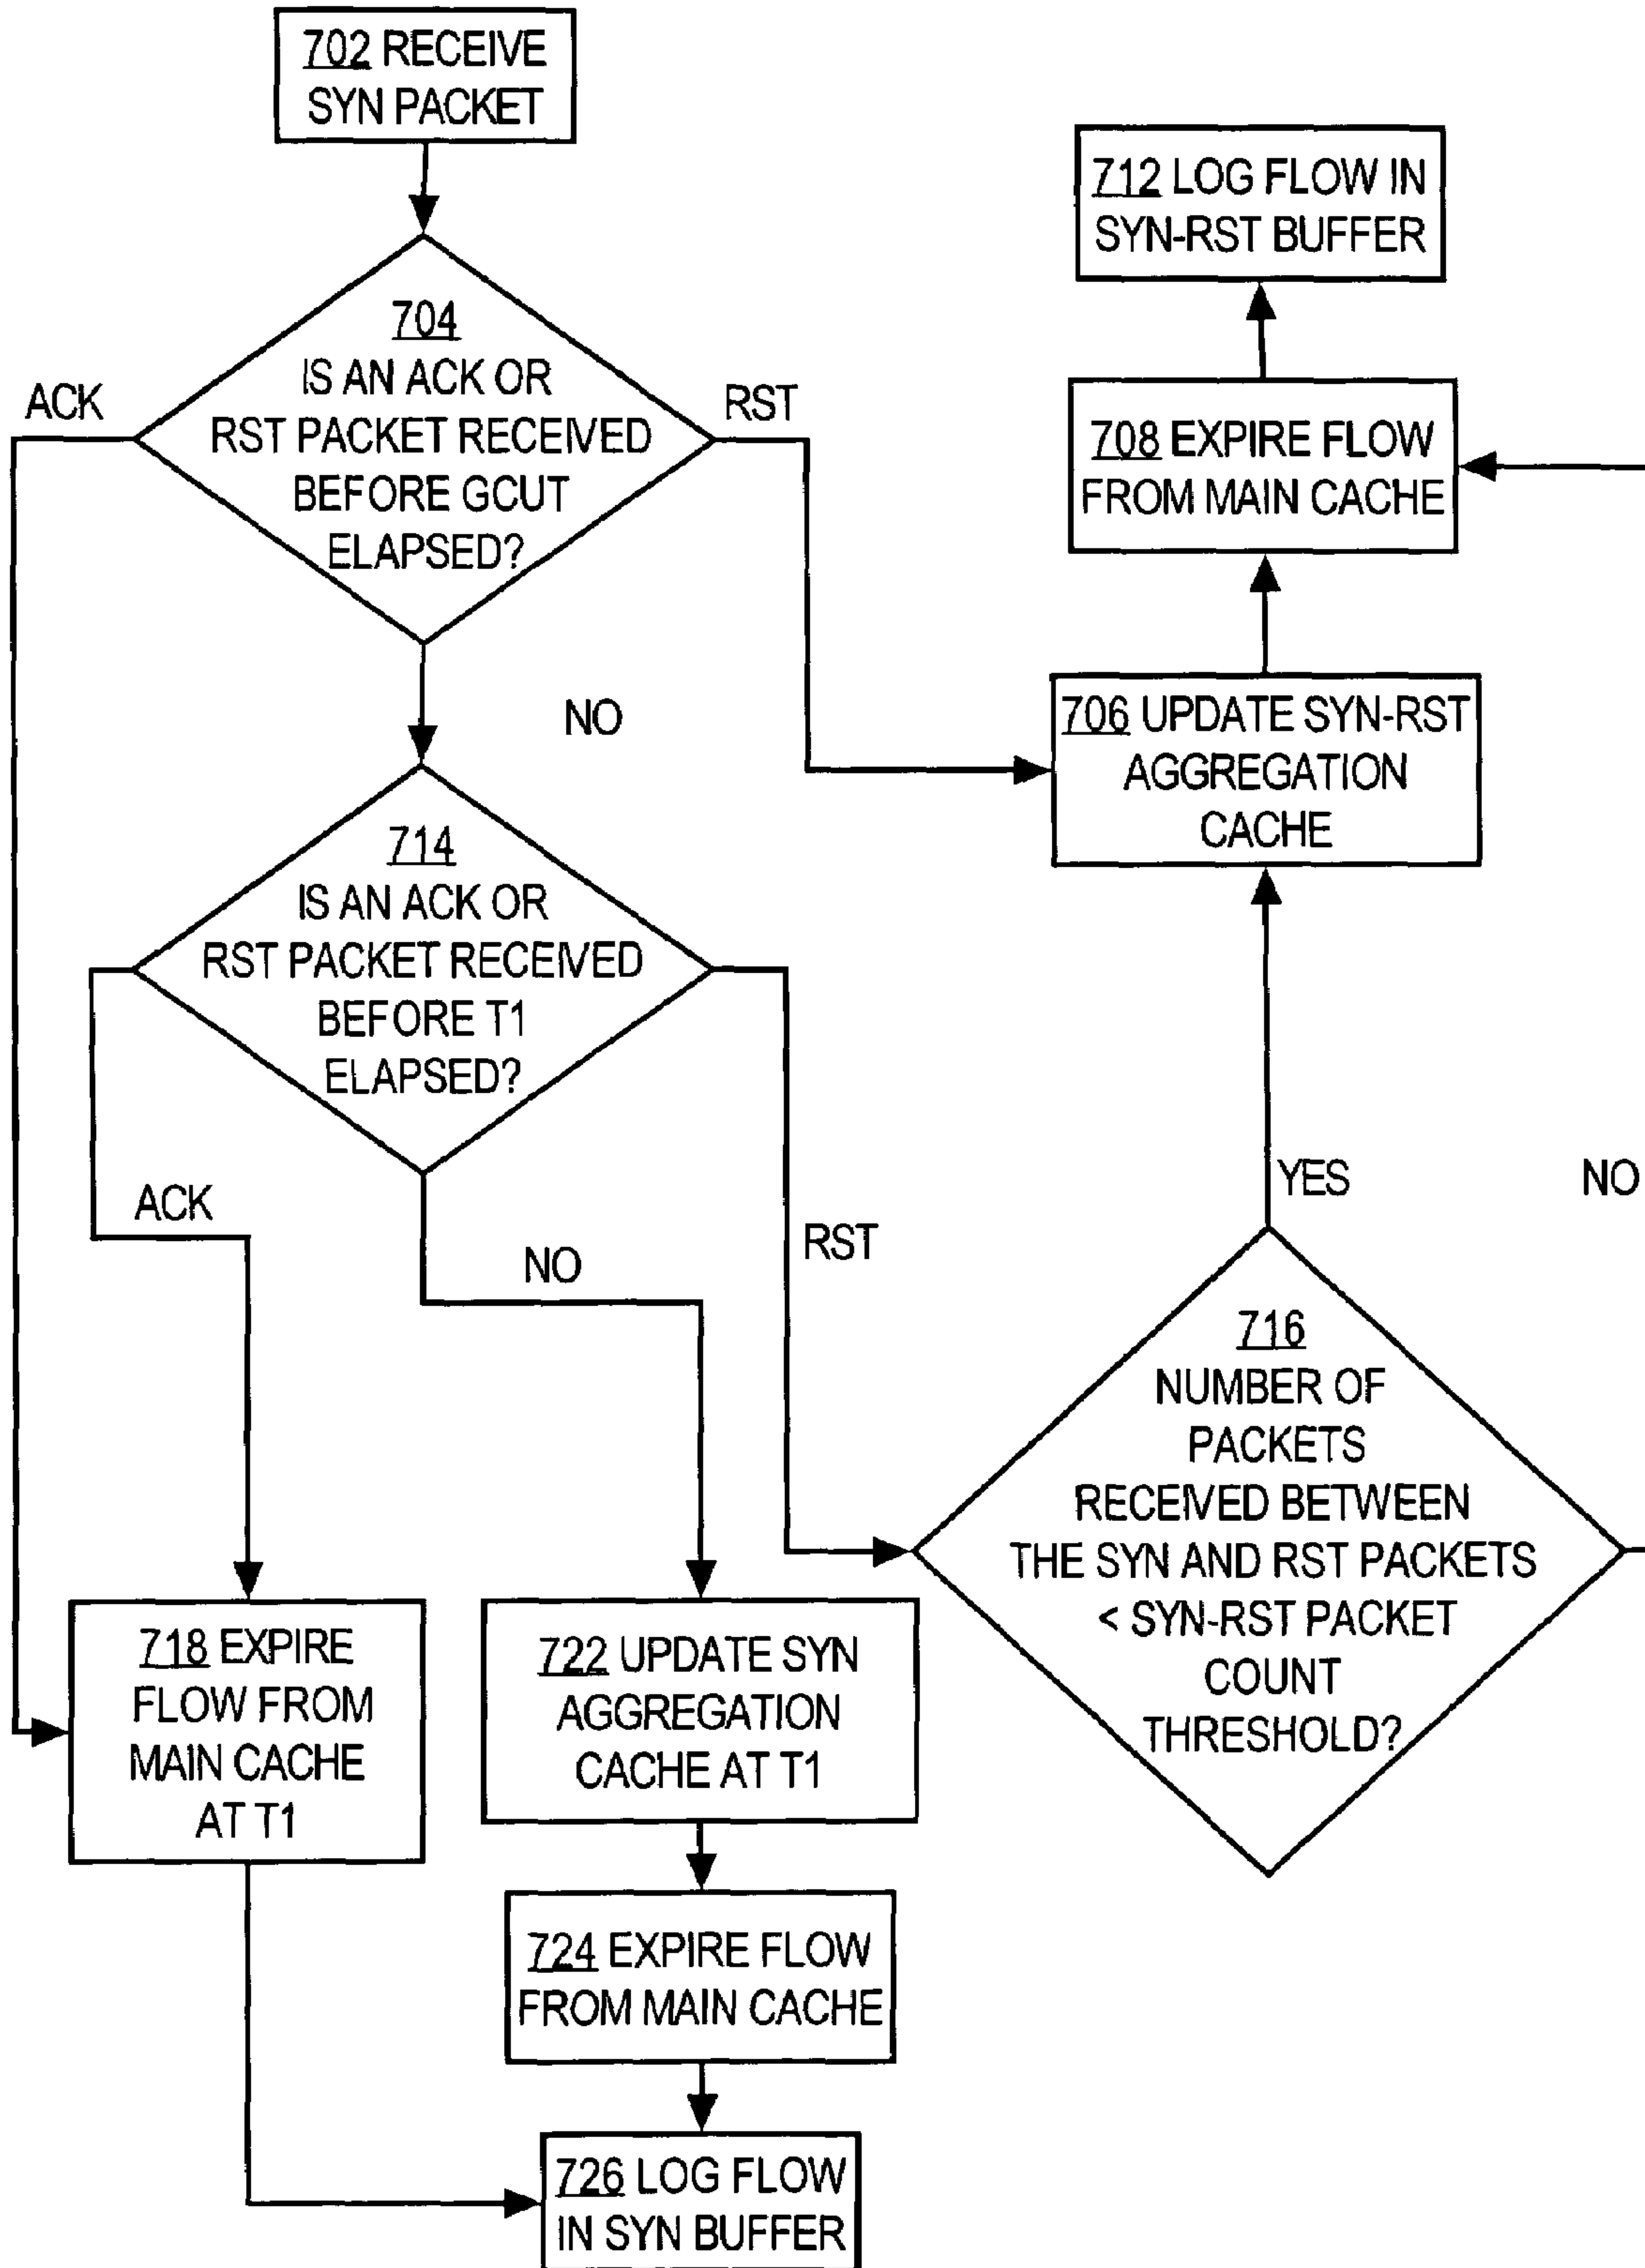 702 RECEIVE
SYN PACKET
712 LOG FLOW IN
SYN-RST BUFFER
704
IS AN ACK OR
RST PACKET RECEIVED
BEFORE GCUT
ELAPSED?
ACK
RST
NO
708 EXPIRE FLOW
FROM MAIN CACHE
706 UPDATE SYN-RST
AGGREGATION
CACHE
714
IS AN ACK OR
RST PACKET RECEIVED
BEFORE T1
ELAPSED?
ACK
NO
RST
YES
NO
716
NUMBER OF
PACKETS
RECEIVED BETWEEN
THE SYN AND RST PACKETS
< SYN-RST PACKET
COUNT
THRESHOLD?
718 EXPIRE
FLOW FROM
MAIN CACHE
AT T1
722 UPDATE SYN
AGGREGATION
CACHE AT T1
724 EXPIRE FLOW
FROM MAIN CACHE
726 LOG FLOW
IN SYN BUFFER